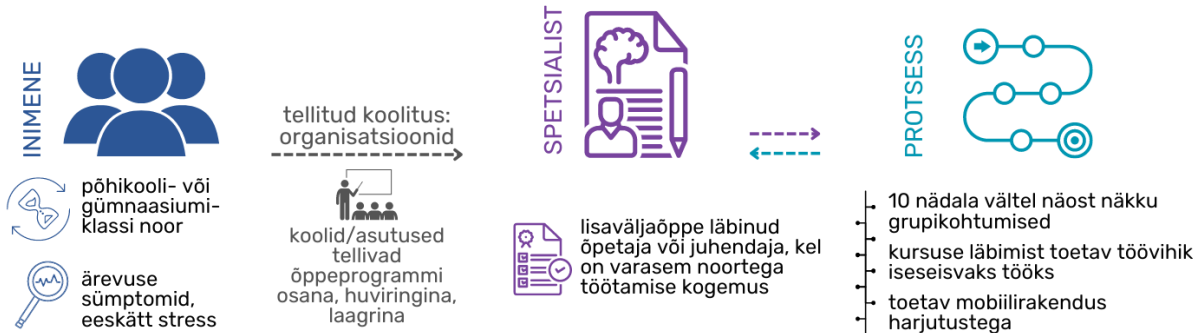 INIMENE
põhikooli- või
gümnaasiumi-
klassi noor
ärevuse
sümptomid,
eeskätt stress
tellitud koolitus:
organisatsioonid
koolid/asutused
tellivad
õppeprogrammi
osana, huviringina,
laagrina
SPETSIALIST
lisaväljaõppe läbinud
õpetaja või juhendaja, kel
on varasem noortega
töötamise kogemus
PROTSESS
10 nädala vältel näost näkku
grupikohtumised
kursuse läbimist toetav töövihik
iseseisvaks tööks
toetav mobiilirakendus
harjutustega